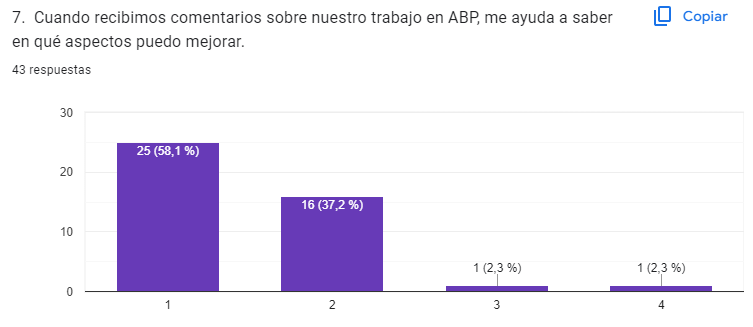 7. Cuando recibimos comentarios sobre nuestro trabajo en ABP, me ayuda a saber
en qué aspectos puedo mejorar.
Copiar
43 respuestas
30
20
10
0
25 (58,1 %)
16 (37,2 %)
1 (2,3 %)
1 (2,3 %)
1
2
3
4